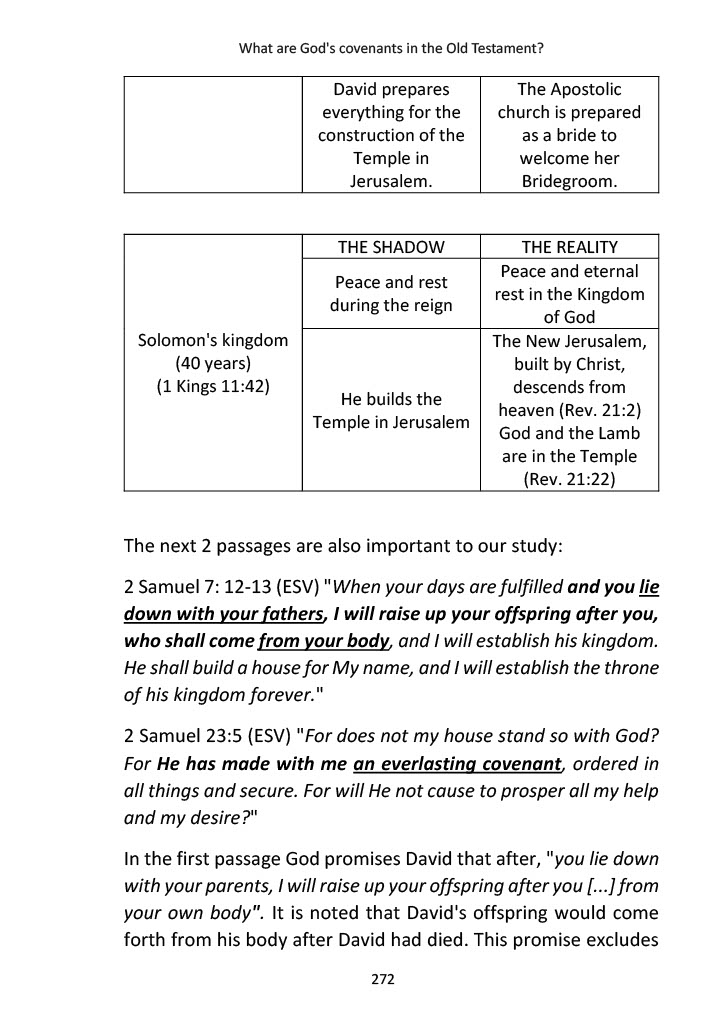 What are God's covenants in the Old Testament?
David prepares
everything for the
construction of the
Temple in
Jerusalem.
The Apostolic
church is prepared
as a bride to
welcome her
Bridegroom.
Solomon's kingdom
(40 years)
(1 Kings 11:42)
THE SHADOW
THE REALITY
Peace and rest
during the reign
Peace and eternal
rest in the Kingdom
of God
He builds the
Temple in Jerusalem
The New Jerusalem,
built by Christ,
descends from
heaven (Rev. 21:2)
God and the Lamb
are in the Temple
(Rev. 21:22)
The next 2 passages are also important to our study:
2 Samuel 7: 12-13 (ESV) "When your days are fulfilled and you lie
down with your fathers, I will raise up your offspring after you,
who shall come from your body, and I will establish his kingdom.
He shall build a house for My name, and I will establish the throne
of his kingdom forever."
2 Samuel 23:5 (ESV) "For does not my house stand so with God?
For He has made with me an everlasting covenant, ordered in
all things and secure. For will He not cause to prosper all my help
and my desire?"
In the first passage God promises David that after, "you lie down
with your parents, I will raise up your offspring after you [...] from
your own body". It is noted that David's offspring would come
forth from his body after David had died. This promise excludes
272